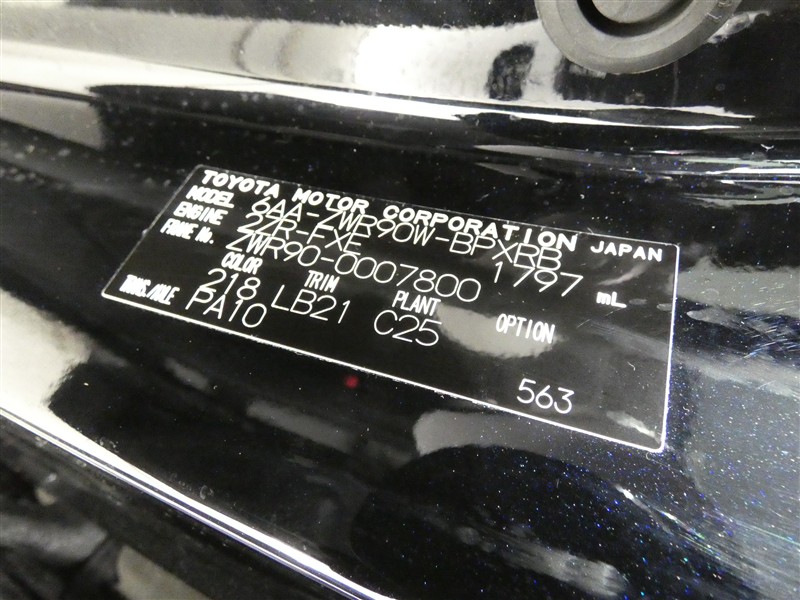 TOYOTA MOTOR CORPORATION JAPAN
MODEL 6AA-ZWR90W-BPXRB
ENGINE 2ZR-FXE 1797 mL
FRAME No. ZWR90-0007800
COLOR TRIM PLANT OPTION
218 LB21 C25
TRANS./AXLE PA10
563